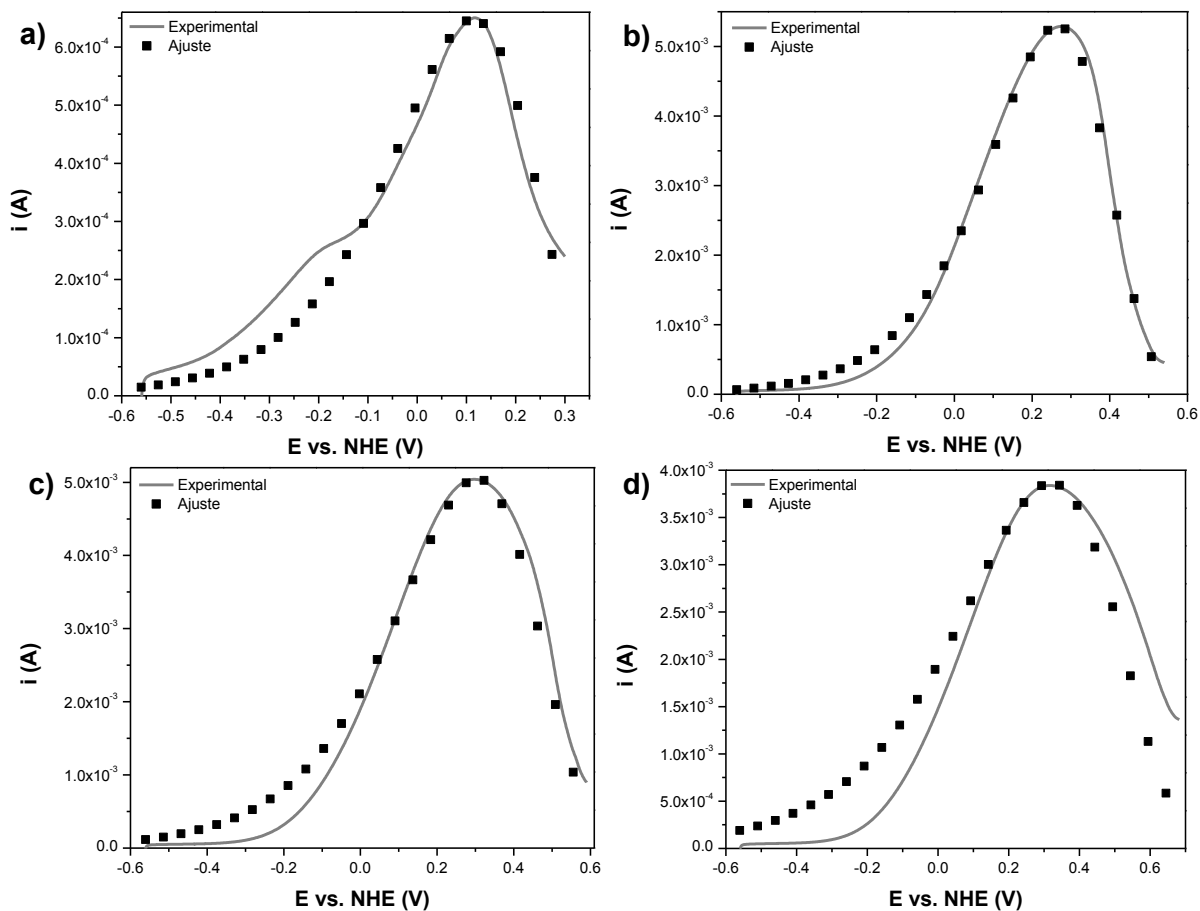 a)
Experimental
Ajuste
6.0x10⁻⁴
5.0x10⁻⁴
4.0x10⁻⁴
3.0x10⁻⁴
2.0x10⁻⁴
1.0x10⁻⁴
0.0
i (A)
-0.6 -0.5 -0.4 -0.3 -0.2 -0.1 0.0 0.1 0.2 0.3
E vs. NHE (V)
b)
Experimental
Ajuste
5.0x10⁻³
4.0x10⁻³
3.0x10⁻³
2.0x10⁻³
1.0x10⁻³
0.0
i (A)
-0.6 -0.4 -0.2 0.0 0.2 0.4 0.6
E vs. NHE (V)
c)
Experimental
Ajuste
5.0x10⁻³
4.0x10⁻³
3.0x10⁻³
2.0x10⁻³
1.0x10⁻³
0.0
i (A)
-0.6 -0.4 -0.2 0.0 0.2 0.4 0.6
E vs. NHE (V)
d)
Experimental
Ajuste
4.0x10⁻³
3.5x10⁻³
3.0x10⁻³
2.5x10⁻³
2.0x10⁻³
1.5x10⁻³
1.0x10⁻³
5.0x10⁻⁴
0.0
i (A)
-0.6 -0.4 -0.2 0.0 0.2 0.4 0.6
E vs. NHE (V)